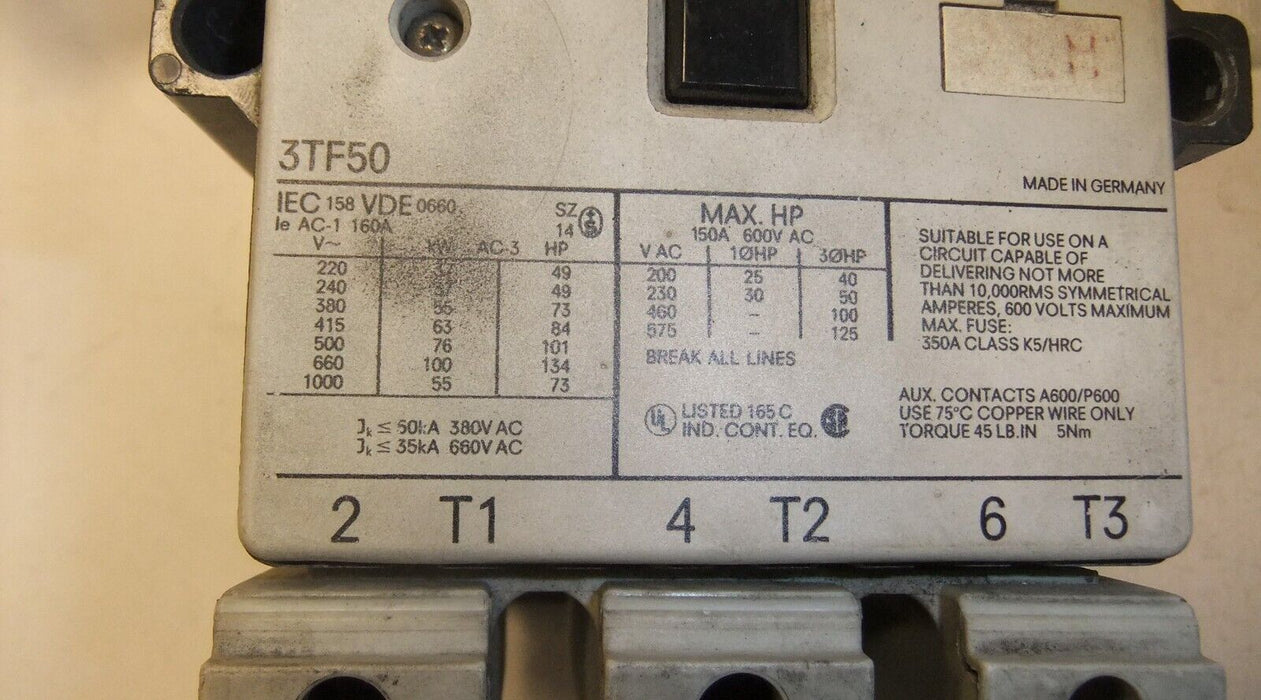 3TF50
MADE IN GERMANY
IEC 158 VDE 0660
Ie AC-1 160A
SZ
14
V~ kW AC-3 HP
220 49
240 49
380 55 73
415 63 84
500 76 101
660 100 134
1000 55 73
Jk ≤ 50kA 380V AC
Jk ≤ 35kA 660V AC
MAX. HP
150A 600V AC
V AC 1ØHP 3ØHP
200 25 40
230 30 50
460 – 100
575 – 125
BREAK ALL LINES
UL LISTED 165 C
IND. CONT. EQ.
SUITABLE FOR USE ON A
CIRCUIT CAPABLE OF
DELIVERING NOT MORE
THAN 10,000RMS SYMMETRICAL
AMPERES, 600 VOLTS MAXIMUM
MAX. FUSE:
350A CLASS K5/HRC
AUX. CONTACTS A600/P600
USE 75°C COPPER WIRE ONLY
TORQUE 45 LB.IN 5Nm
2 T1 4 T2 6 T3